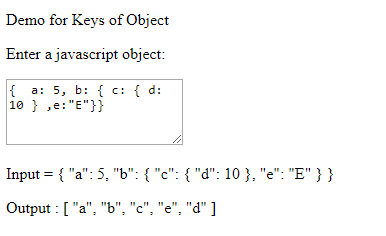 Demo for Keys of Object
Enter a javascript object:
{  a: 5, b: { c: { d:
10 } ,e:"E"}}
Input = { "a": 5, "b": { "c": { "d": 10 }, "e": "E" } }
Output : [ "a", "b", "c", "e", "d" ]